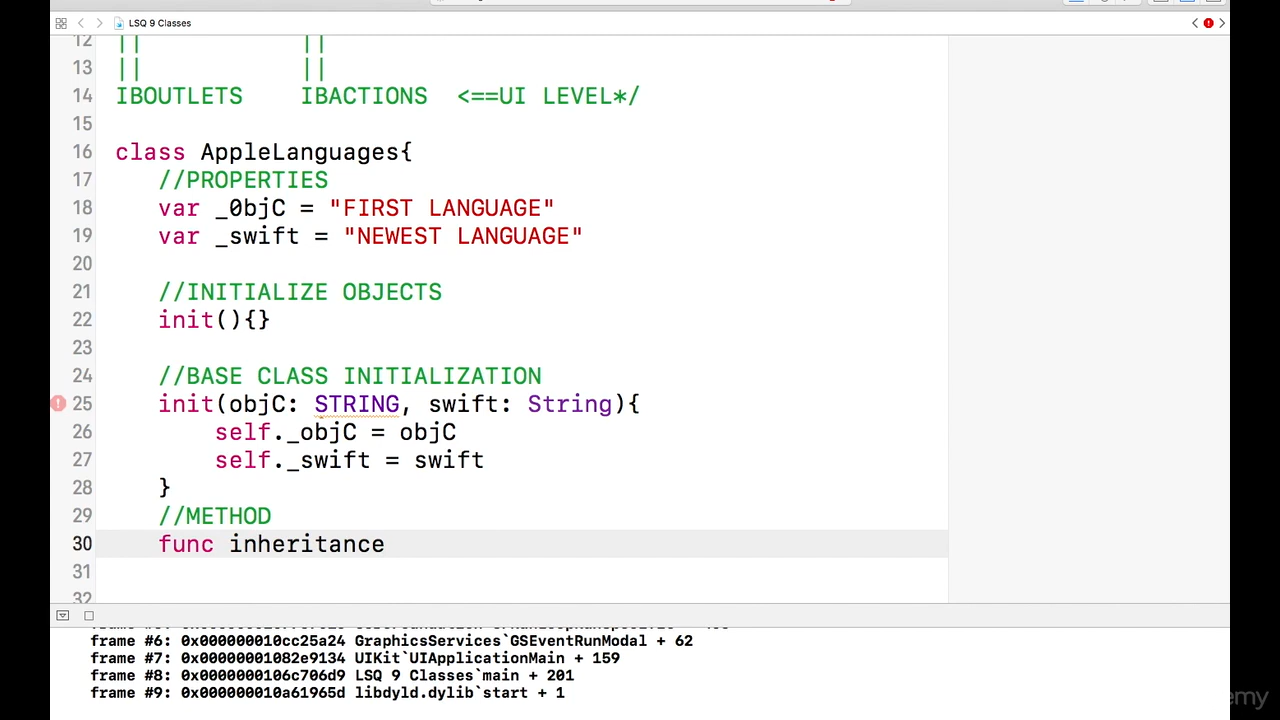 LSQ 9 Classes
12 || ||
13 || ||
14 IBOUTLETS IBACTIONS <==UI LEVEL*/
15
16 class AppleLanguages{
17 //PROPERTIES
18 var _0bjC = "FIRST LANGUAGE"
19 var _swift = "NEWEST LANGUAGE"
20
21 //INITIALIZE OBJECTS
22 init(){}
23
24 //BASE CLASS INITIALIZATION
25 init(objC: STRING, swift: String){
26 self._objC = objC
27 self._swift = swift
28 }
29 //METHOD
30 func inheritance
31
32
frame #6: 0x000000010cc25a24 GraphicsServices`GSEventRunModal + 62
frame #7: 0x00000001082e9134 UIKit`UIApplicationMain + 159
frame #8: 0x0000000106c706d9 LSQ 9 Classes`main + 201
frame #9: 0x000000010a61965d libdyld.dylib`start + 1